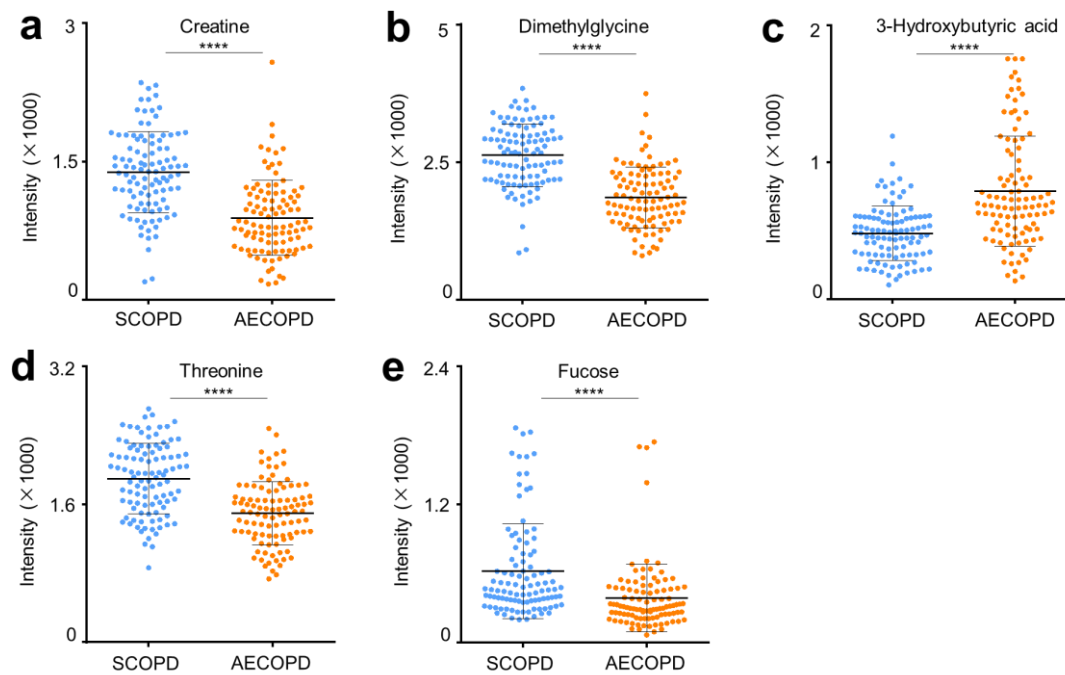 a
Creatine
****
3
1.5
0
Intensity (×1000)
SCOPD
AECOPD
b
Dimethylglycine
****
5
2.5
0
Intensity (×1000)
SCOPD
AECOPD
c
3-Hydroxybutyric acid
****
2
1
0
Intensity (×1000)
SCOPD
AECOPD
d
Threonine
****
3.2
1.6
0
Intensity (×1000)
SCOPD
AECOPD
e
Fucose
****
2.4
1.2
0
Intensity (×1000)
SCOPD
AECOPD